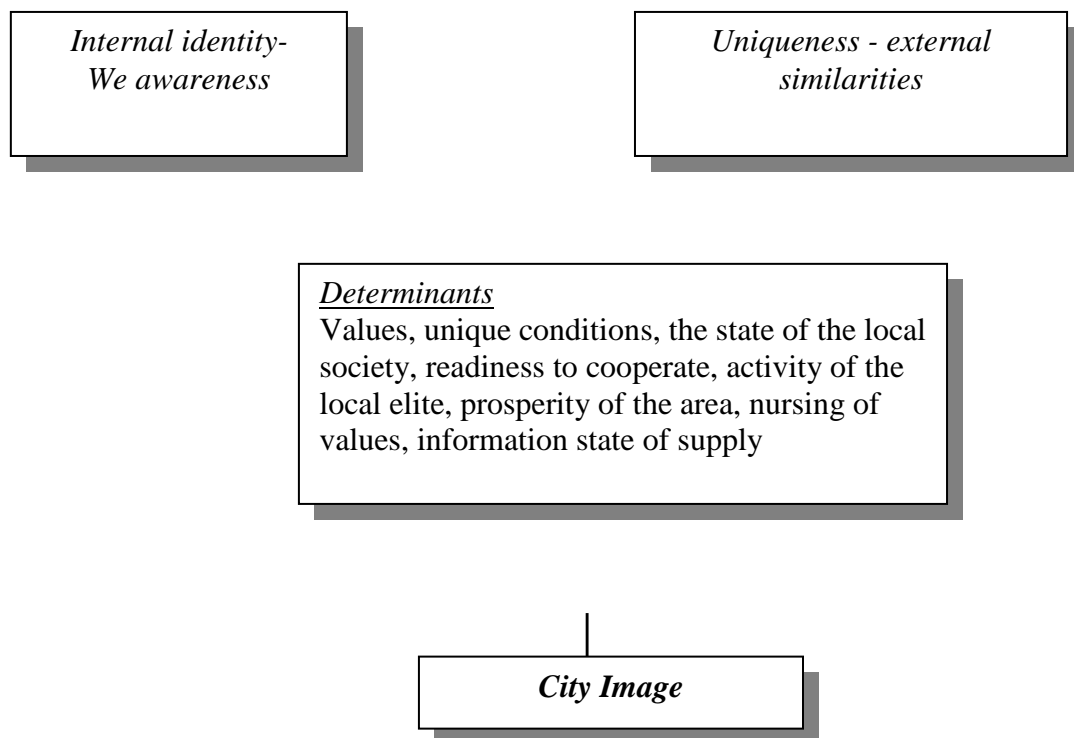 Internal identity-
We awareness
Uniqueness - external
similarities
Determinants
Values, unique conditions, the state of the local
society, readiness to cooperate, activity of the
local elite, prosperity of the area, nursing of
values, information state of supply
City Image